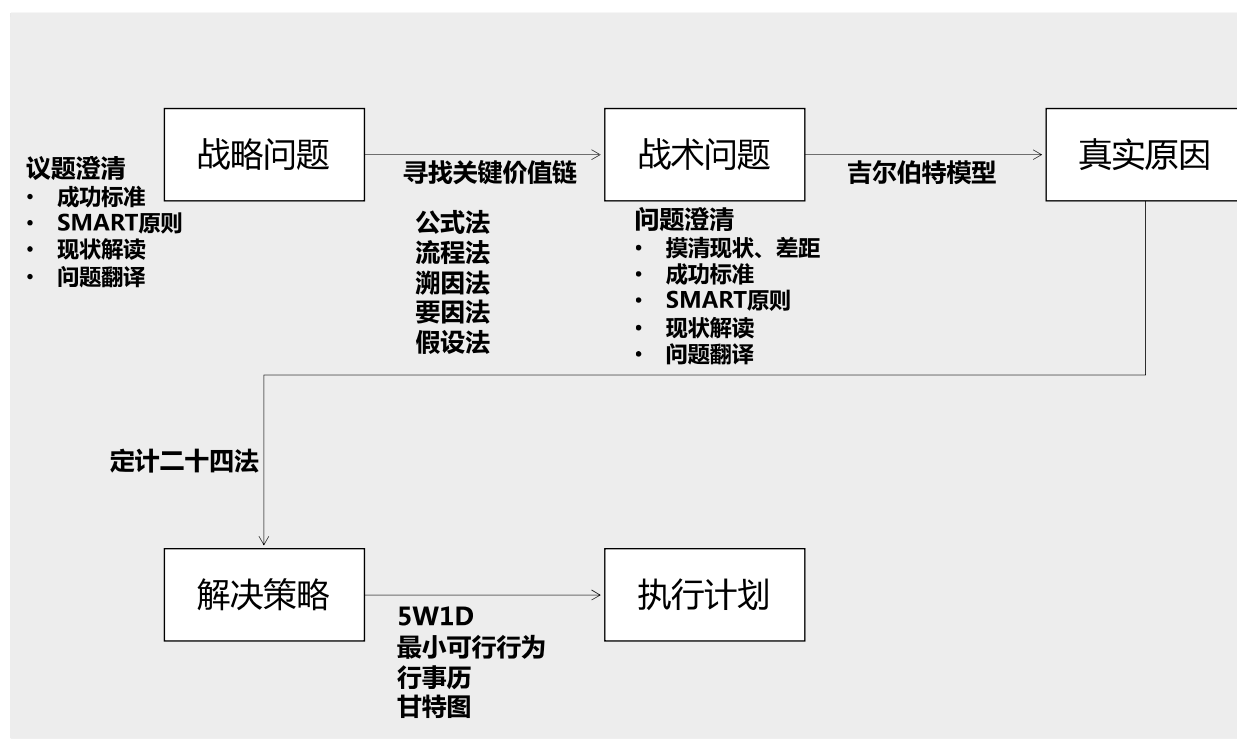 战略问题
议题澄清
• 成功标准
• SMART原则
• 现状解读
• 问题翻译
寻找关键价值链
公式法
流程法
溯因法
要因法
假设法
战术问题
问题澄清
• 摸清现状、差距
• 成功标准
• SMART原则
• 现状解读
• 问题翻译
吉尔伯特模型
真实原因
定计二十四法
解决策略
5W1D
最小可行行为
行事历
甘特图
执行计划